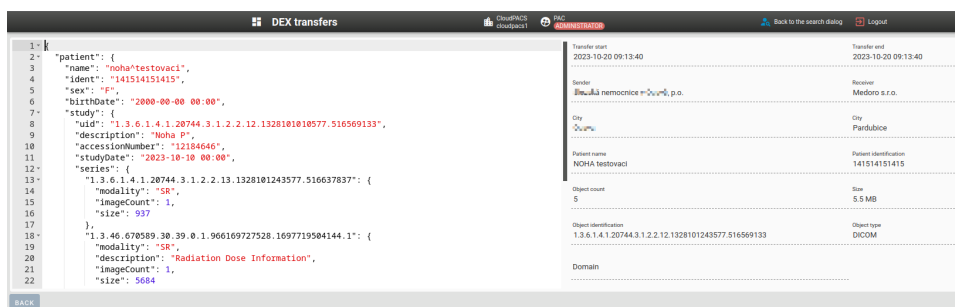 DEX transfers
CloudPACS
cloudpacs1
PAC
ADMINISTRATOR
Back to the search dialog
Logout
1 {
2 "patient": {
3 "name": "noha^testovaci",
4 "ident": "141514151415",
5 "sex": "F",
6 "birthDate": "2000-00-00 00:00",
7 "study": {
8 "uid": "1.3.6.1.4.1.20744.3.1.2.2.12.1328101010577.516569133",
9 "description": "Noha P",
10 "accessionNumber": "12184646",
11 "studyDate": "2023-10-10 00:00",
12 "series": {
13 "1.3.6.1.4.1.20744.3.1.2.2.13.1328101243577.516637837": {
14 "modality": "SR",
15 "imageCount": 1,
16 "size": 937
17 },
18 "1.3.46.670589.30.39.0.1.966169727528.1697719504144.1": {
19 "modality": "SR",
20 "description": "Radiation Dose Information",
21 "imageCount": 1,
22 "size": 5684
Transfer start
2023-10-20 09:13:40
Transfer end
2023-10-20 09:13:40
Sender
nemocnice p.o.
Receiver
Medoro s.r.o.
City
City
Pardubice
Patient name
NOHA testovaci
Patient identification
141514151415
Object count
5
Size
5.5 MB
Object identification
1.3.6.1.4.1.20744.3.1.2.2.12.1328101243577.516569133
Object type
DICOM
Domain
BACK